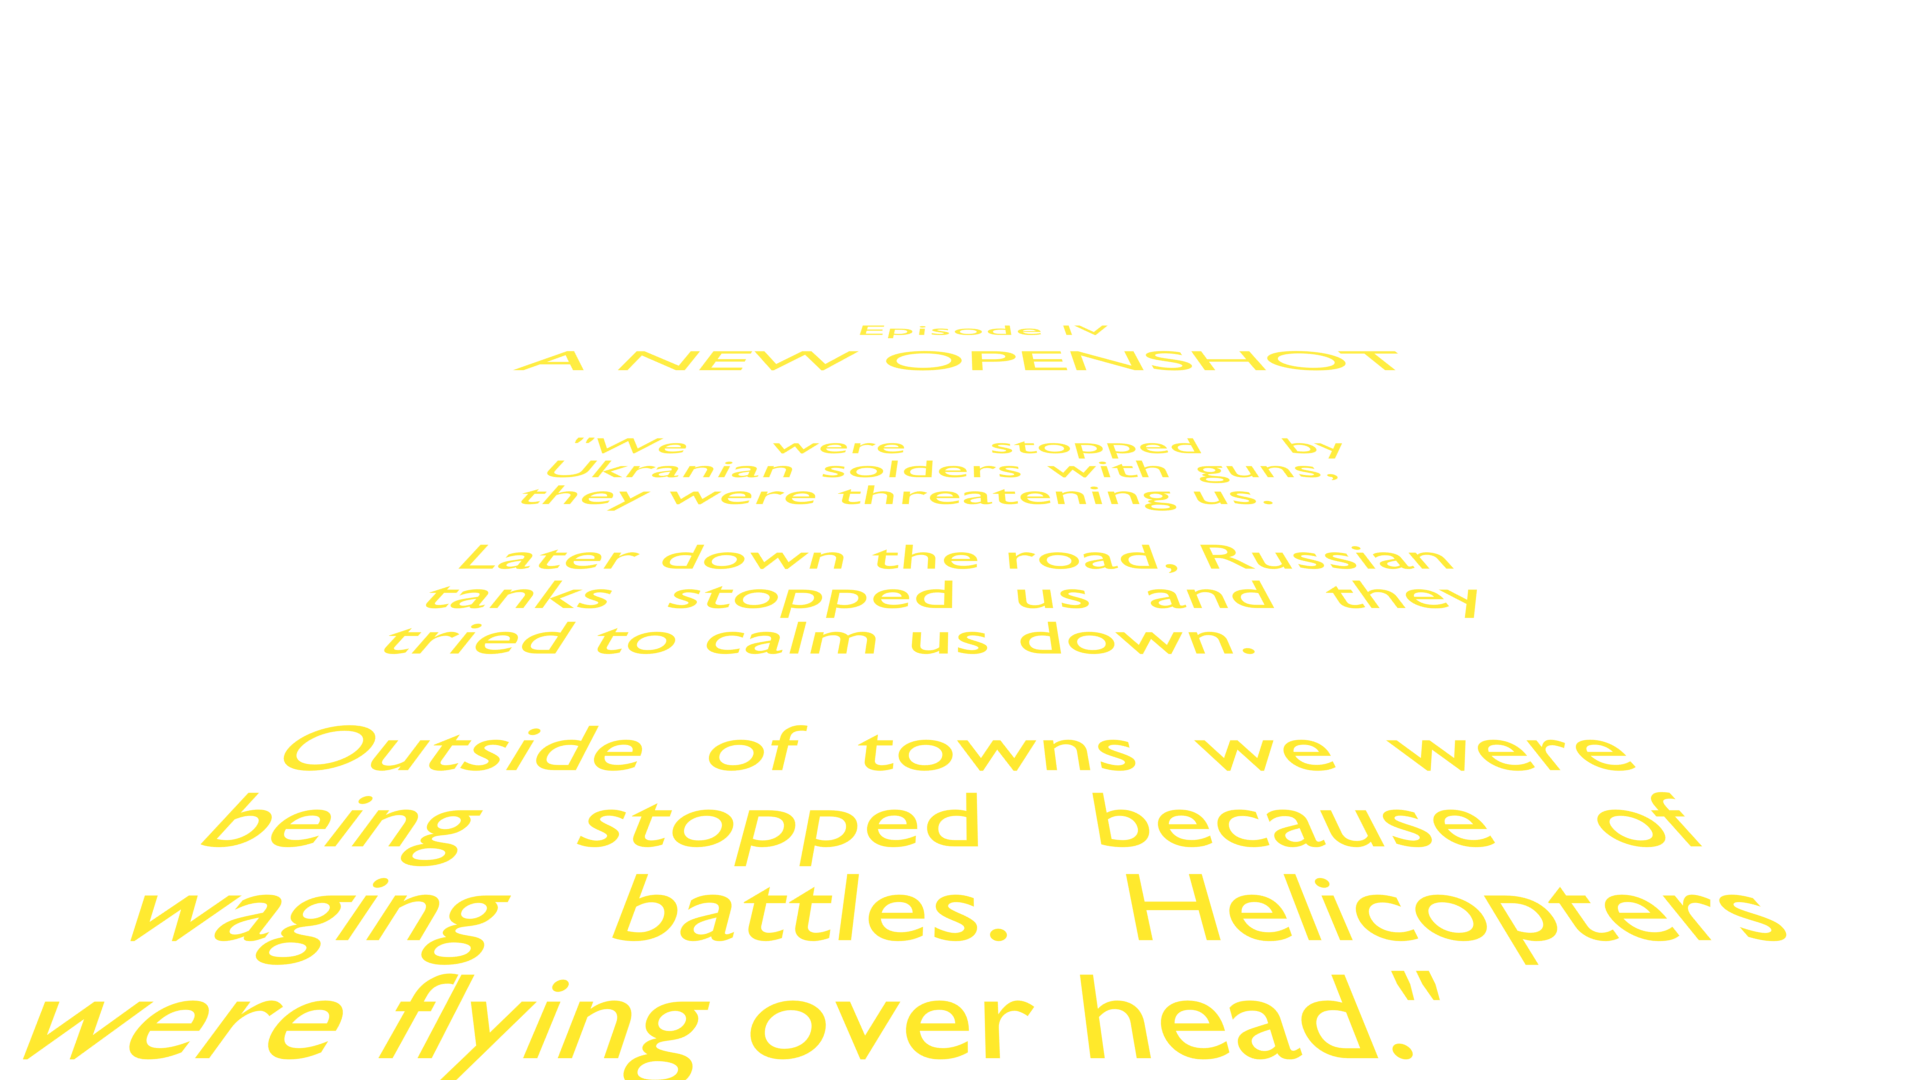 Episode IV
A NEW OPENSHOT
"We were stopped by
Ukranian solders with guns,
they were threatening us.
Later down the road, Russian
tanks stopped us and they
tried to calm us down.
Outside of towns we were
being stopped because of
waging battles. Helicopters
were flying over head."